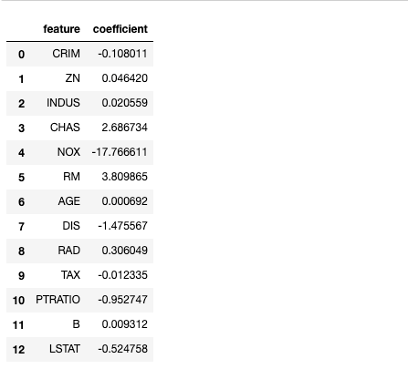 feature coefficient
0 CRIM -0.108011
1 ZN 0.046420
2 INDUS 0.020559
3 CHAS 2.686734
4 NOX -17.766611
5 RM 3.809865
6 AGE 0.000692
7 DIS -1.475567
8 RAD 0.306049
9 TAX -0.012335
10 PTRATIO -0.952747
11 B 0.009312
12 LSTAT -0.524758